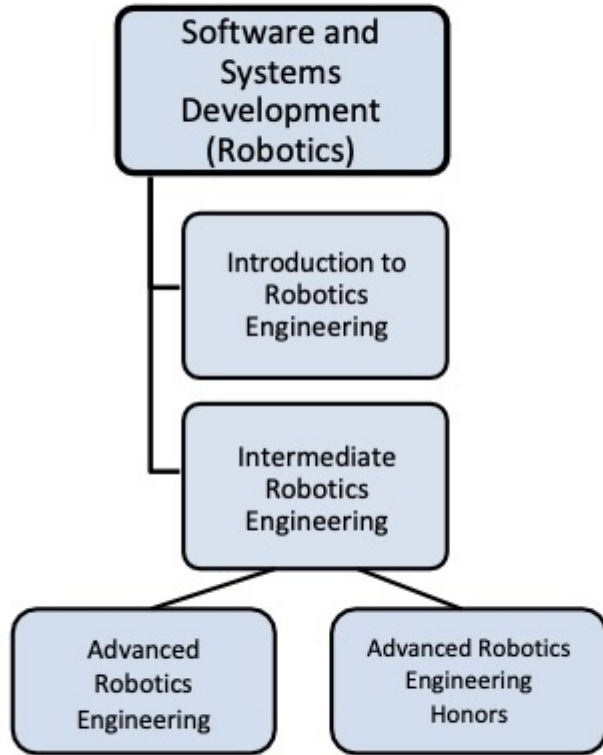 Software and
Systems
Development
(Robotics)
Introduction to
Robotics
Engineering
Intermediate
Robotics
Engineering
Advanced
Robotics
Engineering
Advanced Robotics
Engineering
Honors